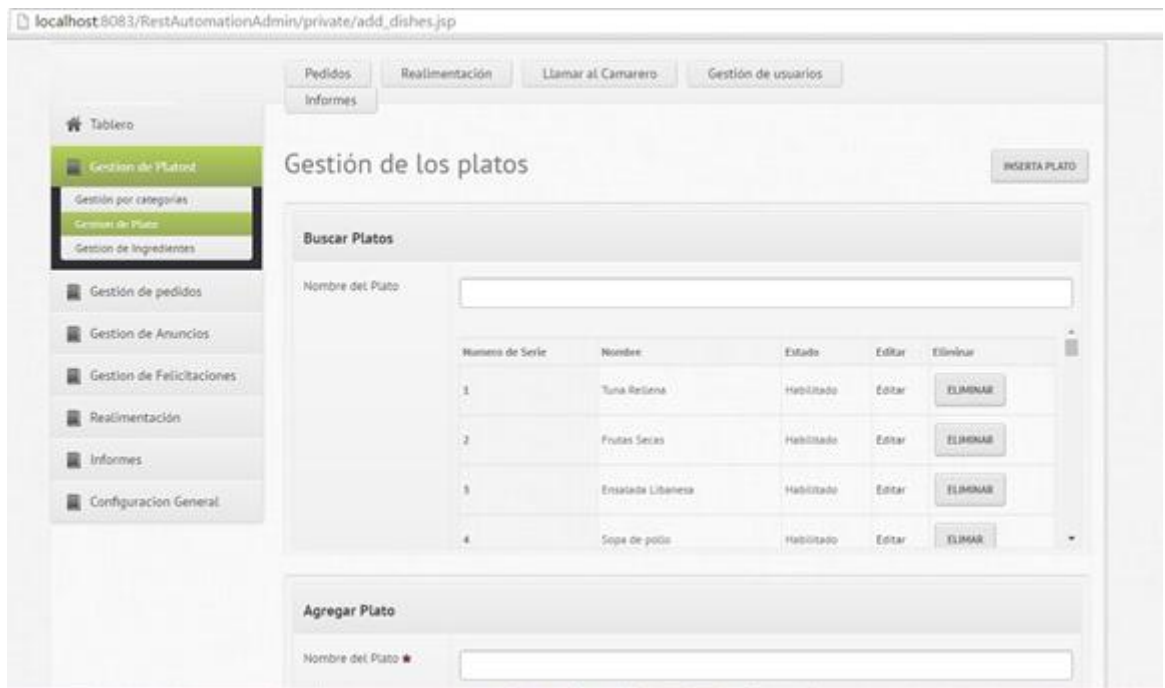 localhost:8083/RestAutomationAdmin/private/add_dishes.jsp
Pedidos Realimentación Llamar al Camarero Gestión de usuarios
Informes
Tablero
Gestion de Platost
Gestión por categorías
Gestion de Plato
Gestion de Ingredientes
Gestión de pedidos
Gestion de Anuncios
Gestion de Felicitaciones
Realimentación
Informes
Configuracion General
Gestión de los platos
INSERTA PLATO
Buscar Platos
Nombre del Plato
Numero de Serie Nombre Estado Editar Eliminar
1 Tuna Rellena Habilitado Editar ELIMINAR
2 Frutas Secas Habilitado Editar ELIMINAR
3 Ensalada Libanesa Habilitado Editar ELIMINAR
4 Sopa de pollo Habilitado Editar ELIMAR
Agregar Plato
Nombre del Plato *